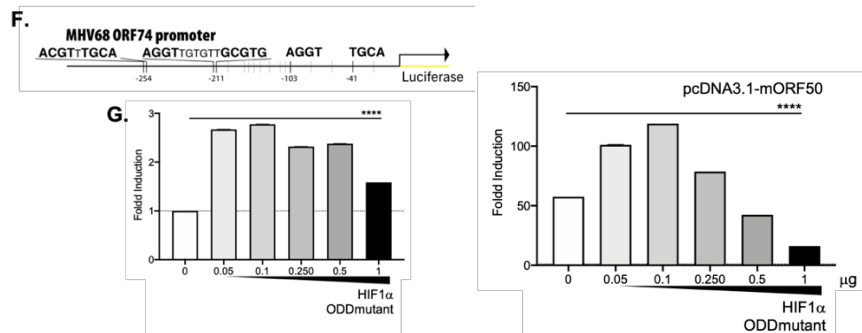 F.
MHV68 ORF74 promoter
ACGTTTGCA AGGTTGTGTTGCGTG AGGT TGCA
-254 -211 -103 -41
Luciferase
G.
3
2
1
0
Foldd Induction
****
0 0.05 0.1 0.250 0.5 1
HIF1α
ODDmutant
pcDNA3.1-mORF50
****
150
100
50
0
Foldd Induction
0 0.05 0.1 0.250 0.5 1 μg
HIF1α
ODDmutant